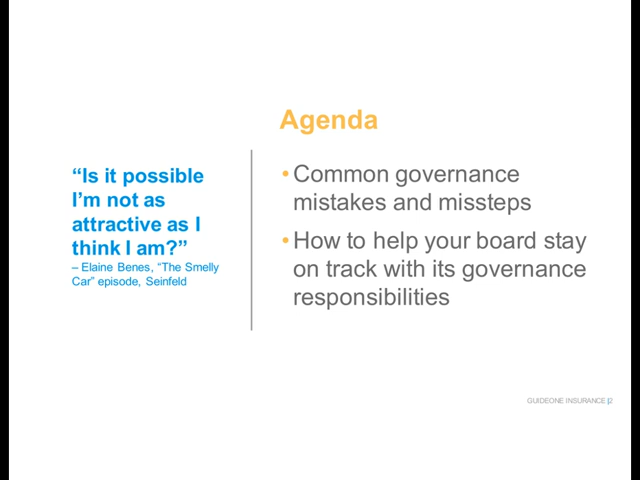 Agenda
“Is it possible
I’m not as
attractive as I
think I am?”
– Elaine Benes, “The Smelly
Car” episode, Seinfeld
• Common governance
mistakes and missteps
• How to help your board stay
on track with its governance
responsibilities
GUIDEONE INSURANCE |2